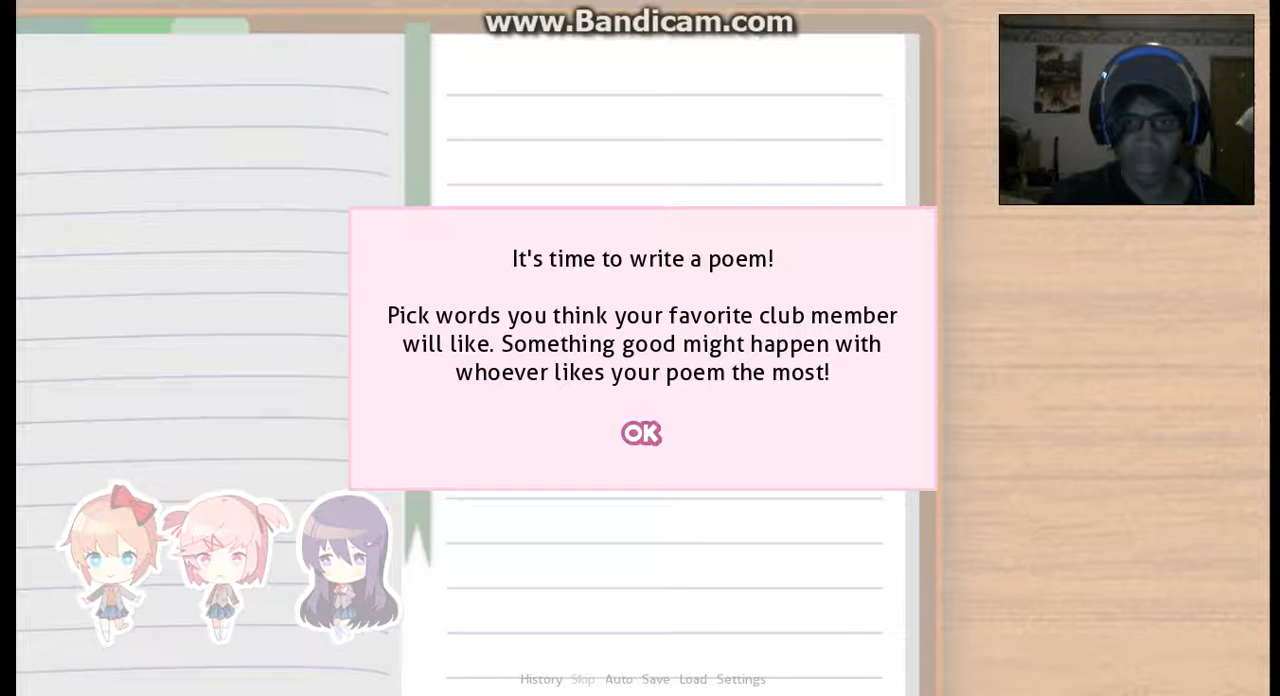 www.Bandicam.com
It's time to write a poem!
Pick words you think your favorite club member
will like. Something good might happen with
whoever likes your poem the most!
OK
History Skip Auto Save Load Settings